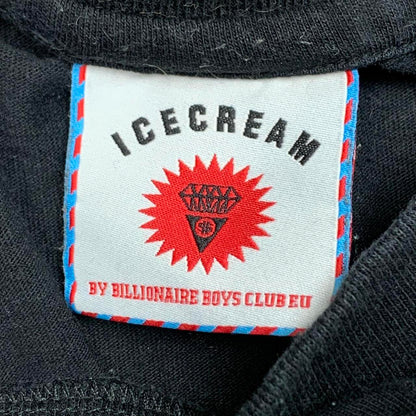 ICECREAM
$
BY BILLIONAIRE BOYS CLUB EU